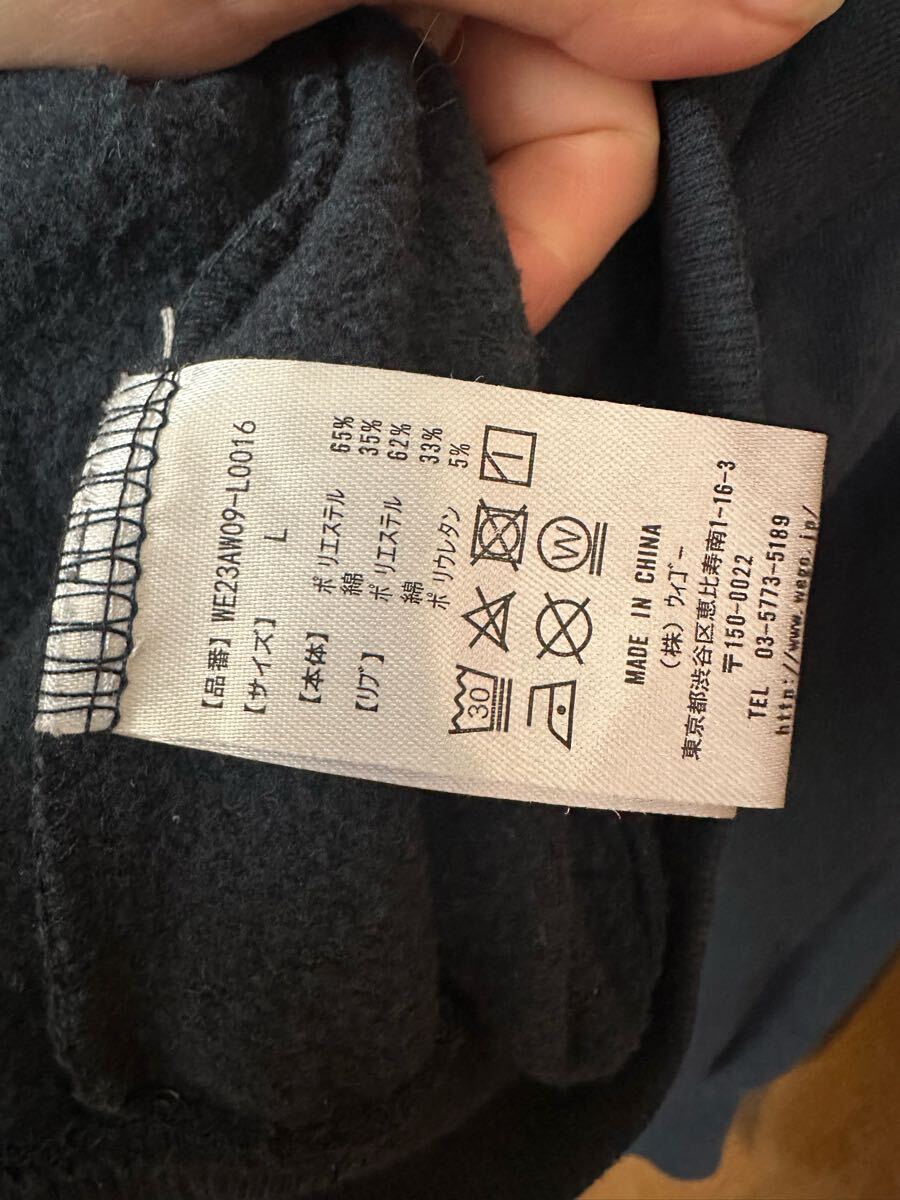 【品番】WE23AW09-L0016
【サイズ】 L
【本体】 ポリエステル 65%
綿 35%
【リブ】 ポリエステル 62%
綿 33%
ポリウレタン 5%
30
W
MADE IN CHINA
(株)ウィゴー
東京都渋谷区恵比寿南1-16-3
〒150-0022
TEL 03-5773-5189
http://www.wego.jp/